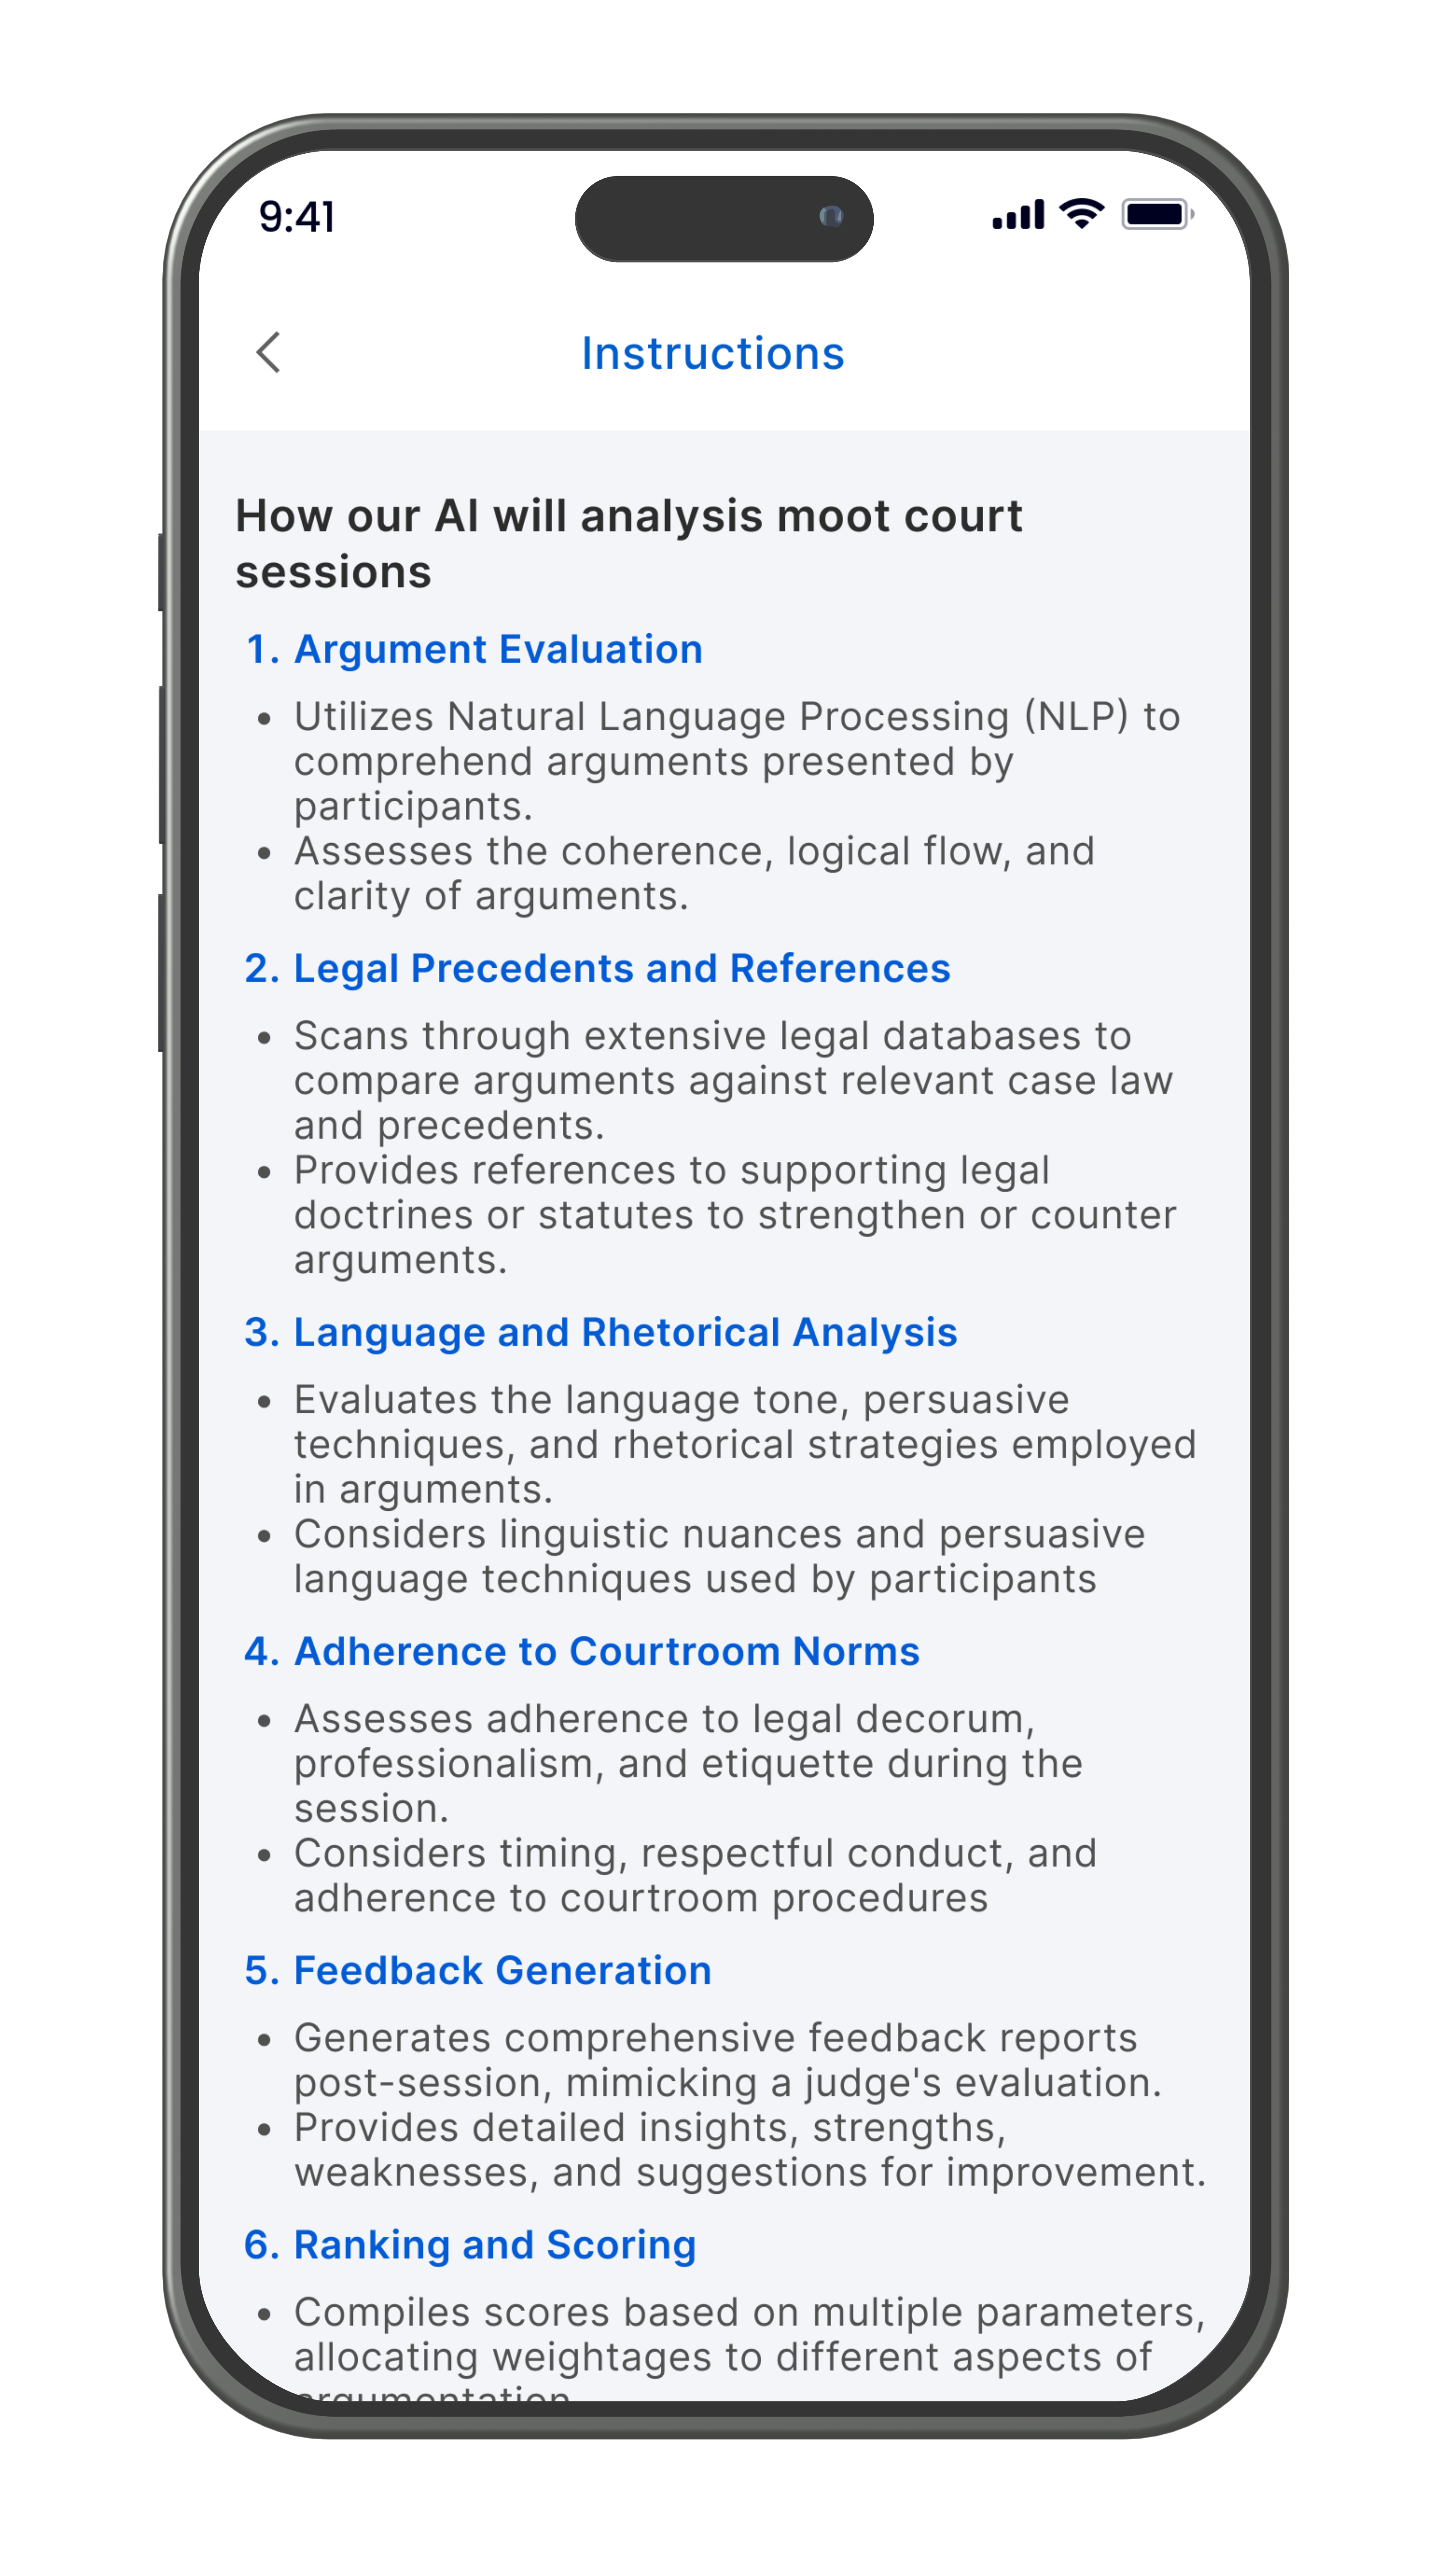 9:41
Instructions
How our AI will analysis moot court
sessions
1. Argument Evaluation
• Utilizes Natural Language Processing (NLP) to
comprehend arguments presented by
participants.
• Assesses the coherence, logical flow, and
clarity of arguments.
2. Legal Precedents and References
• Scans through extensive legal databases to
compare arguments against relevant case law
and precedents.
• Provides references to supporting legal
doctrines or statutes to strengthen or counter
arguments.
3. Language and Rhetorical Analysis
• Evaluates the language tone, persuasive
techniques, and rhetorical strategies employed
in arguments.
• Considers linguistic nuances and persuasive
language techniques used by participants
4. Adherence to Courtroom Norms
• Assesses adherence to legal decorum,
professionalism, and etiquette during the
session.
• Considers timing, respectful conduct, and
adherence to courtroom procedures
5. Feedback Generation
• Generates comprehensive feedback reports
post-session, mimicking a judge's evaluation.
• Provides detailed insights, strengths,
weaknesses, and suggestions for improvement.
6. Ranking and Scoring
• Compiles scores based on multiple parameters,
allocating weightages to different aspects of
argumentation